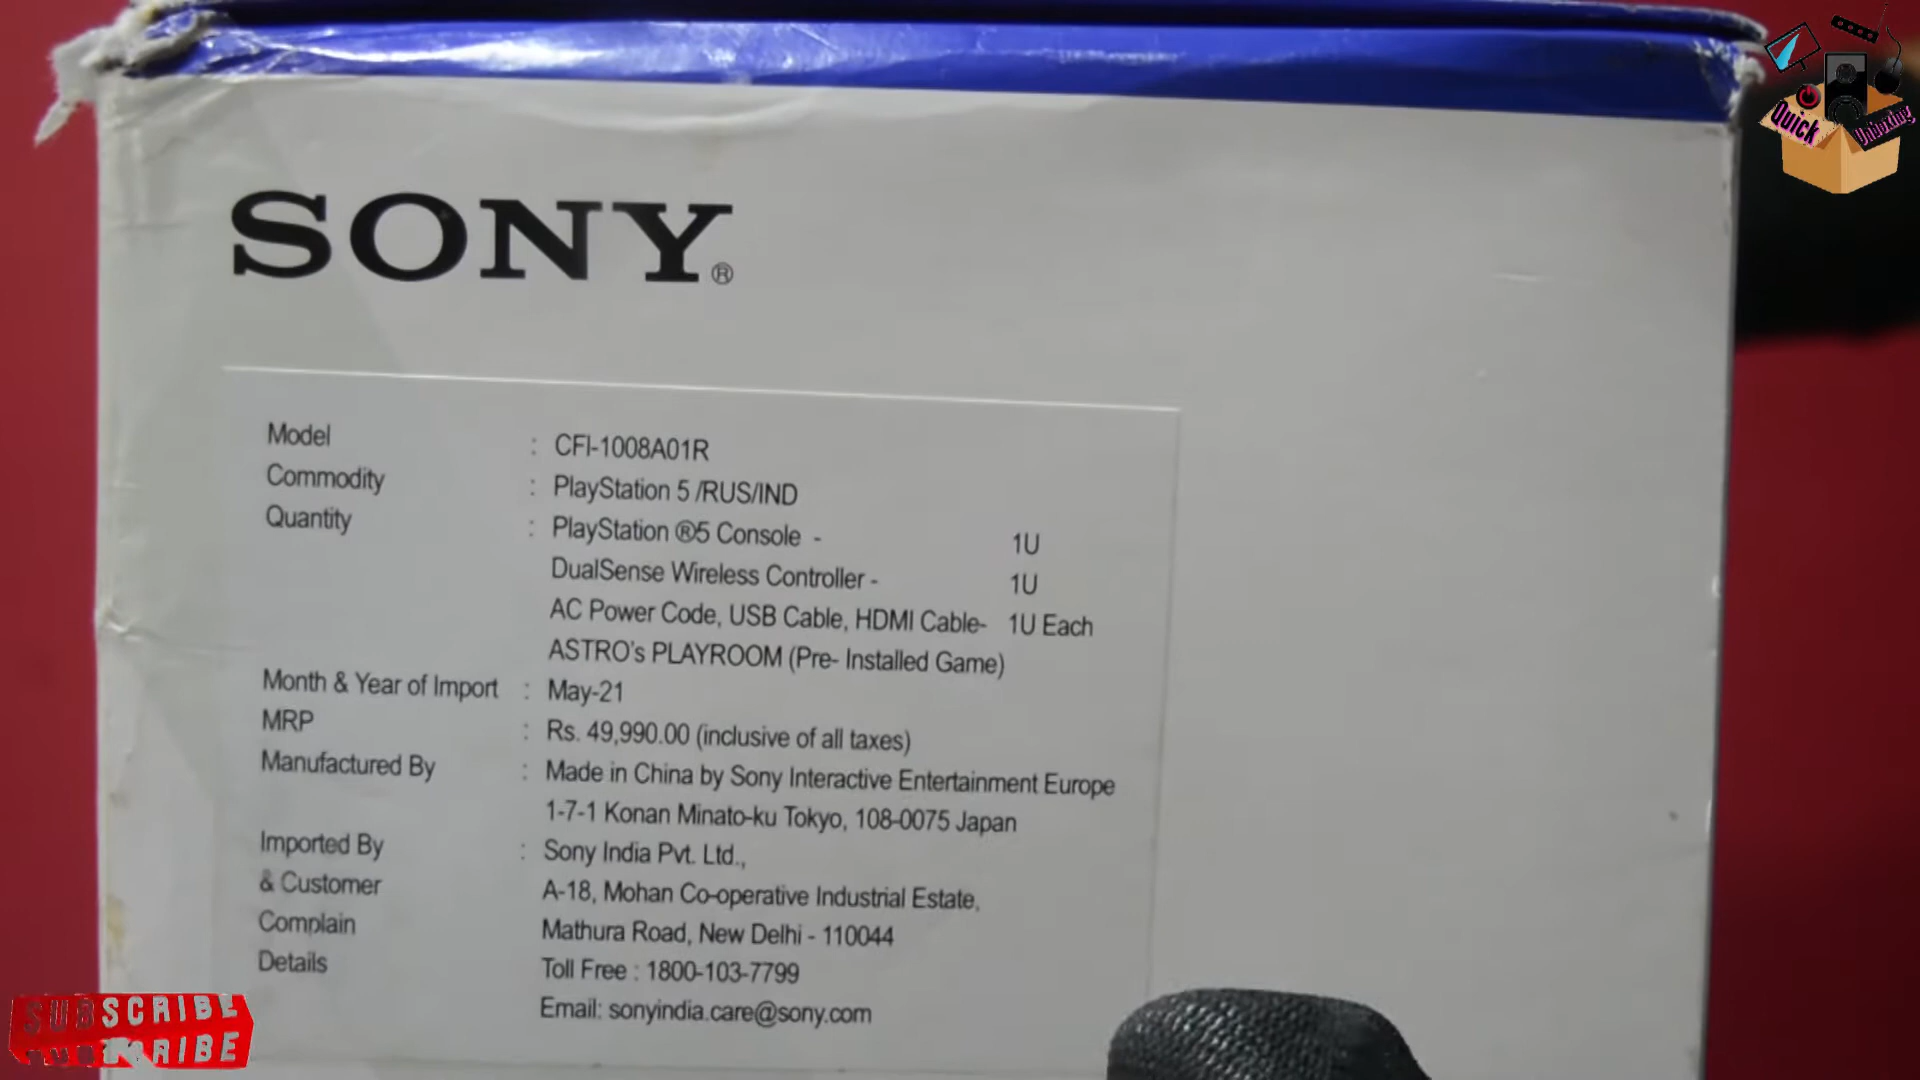 SONY®
Model : CFI-1008A01R
Commodity : PlayStation 5 /RUS/IND
Quantity : PlayStation ®5 Console - 1U
DualSense Wireless Controller - 1U
AC Power Code, USB Cable, HDMI Cable- 1U Each
ASTRO's PLAYROOM (Pre- Installed Game)
Month & Year of Import : May-21
MRP : Rs. 49,990.00 (inclusive of all taxes)
Manufactured By : Made in China by Sony Interactive Entertainment Europe
1-7-1 Konan Minato-ku Tokyo, 108-0075 Japan
Imported By : Sony India Pvt. Ltd.,
& Customer A-18, Mohan Co-operative Industrial Estate,
Complain Mathura Road, New Delhi - 110044
Details Toll Free : 1800-103-7799
Email: sonyindia.care@sony.com
Quick Unboxing
SUBSCRIBE